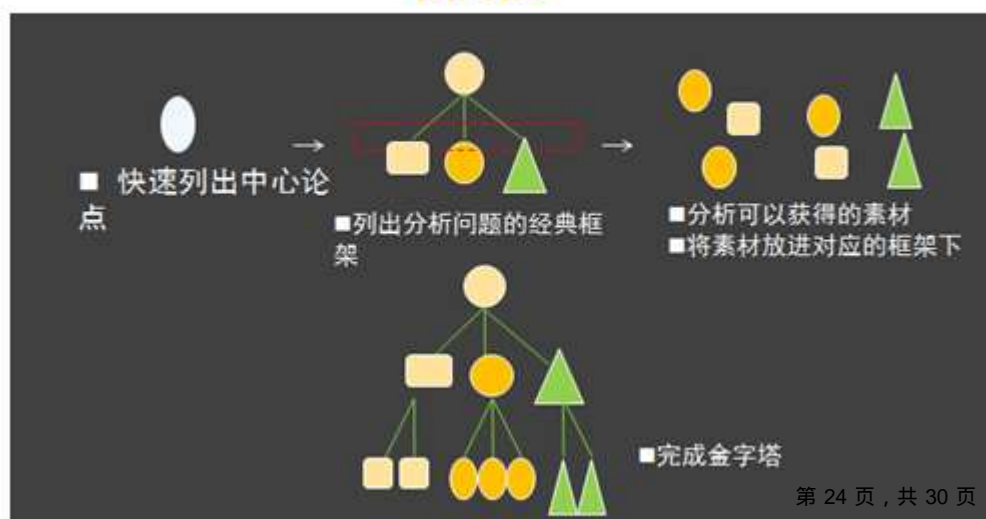 ■ 快速列出中心论
点
■列出分析问题的经典框
架
■分析可以获得的素材
■将素材放进对应的框架下
■完成金字塔
第 24 页，共 30 页